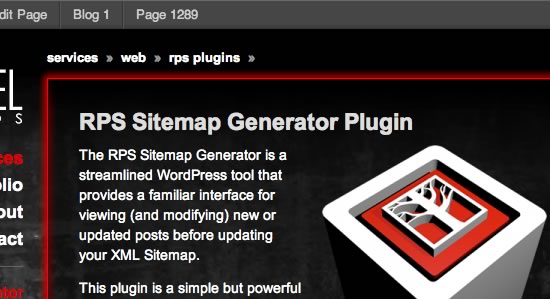 dit Page Blog 1 Page 1289
services » web » rps plugins »
EL
RPS Sitemap Generator Plugin
The RPS Sitemap Generator is a
streamlined WordPress tool that
provides a familiar interface for
viewing (and modifying) new or
updated posts before updating
your XML Sitemap.
This plugin is a simple but powerful
D S
ces
olio
out
act
tor